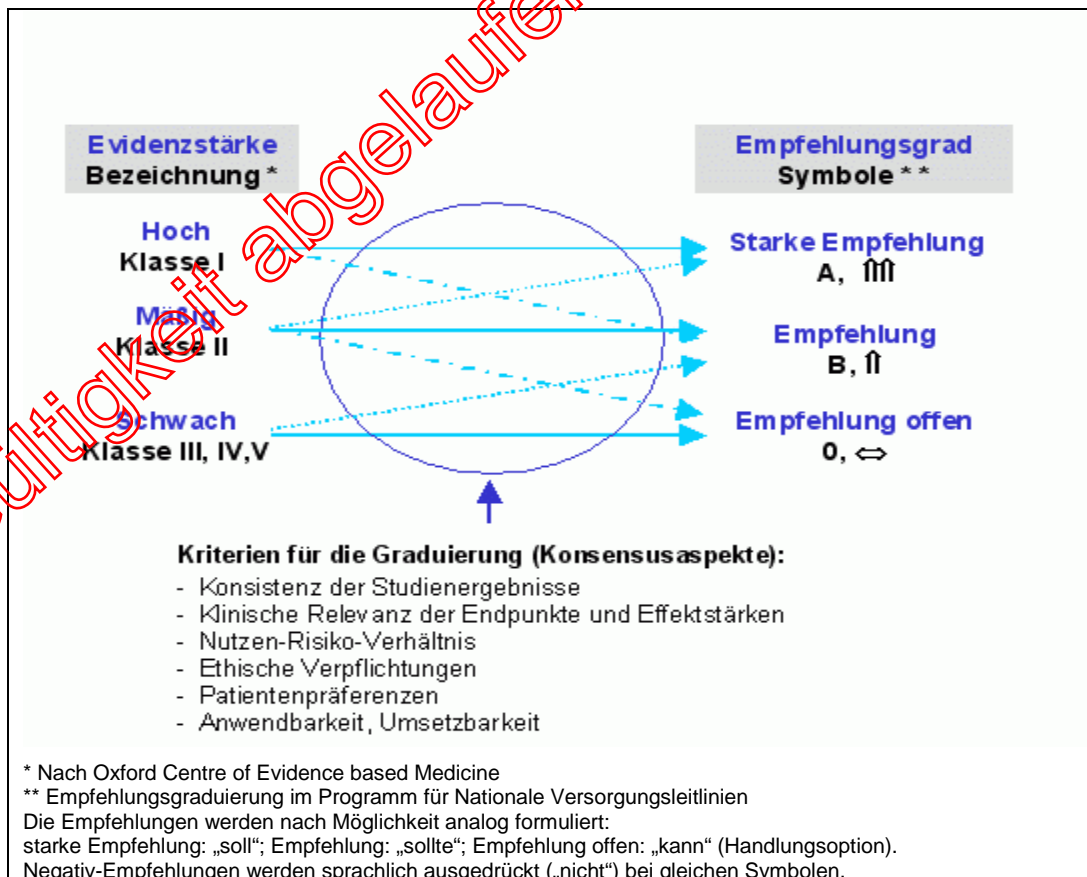 Gültigkeit abgelaufen
Evidenzstärke
Bezeichnung *
Empfehlungsgrad
Symbole * *
Hoch
Klasse I
Starke Empfehlung
A, ⇑⇑
Mäßig
Klasse II
Empfehlung
B, ⇑
Schwach
Klasse III, IV,V
Empfehlung offen
0, ⇔
Kriterien für die Graduierung (Konsensusaspekte):
- Konsistenz der Studienergebnisse
- Klinische Relevanz der Endpunkte und Effektstärken
- Nutzen-Risiko-Verhältnis
- Ethische Verpflichtungen
- Patientenpräferenzen
- Anwendbarkeit, Umsetzbarkeit
* Nach Oxford Centre of Evidence based Medicine
** Empfehlungsgraduierung im Programm für Nationale Versorgungsleitlinien
Die Empfehlungen werden nach Möglichkeit analog formuliert:
starke Empfehlung: „soll“; Empfehlung: „sollte“; Empfehlung offen: „kann“ (Handlungsoption).
Negativ-Empfehlungen werden sprachlich ausgedrückt („nicht“) bei gleichen Symbolen.